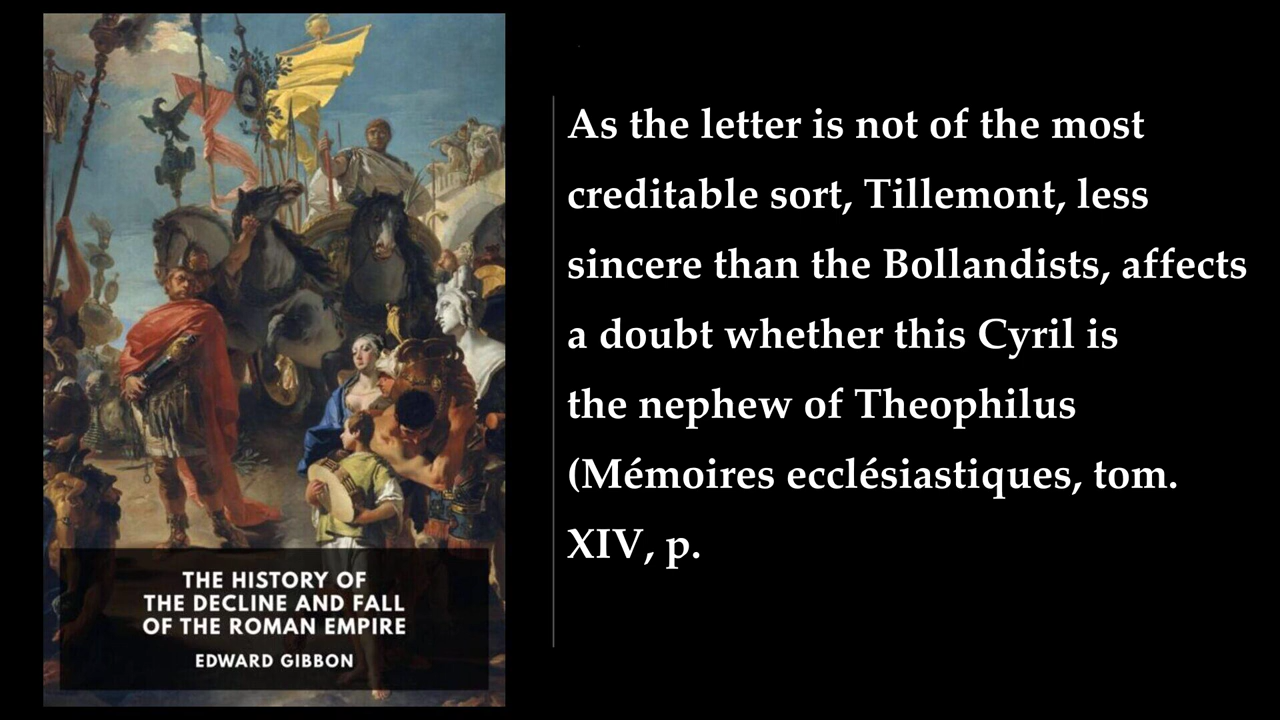 THE HISTORY OF
THE DECLINE AND FALL
OF THE ROMAN EMPIRE
EDWARD GIBBON
As the letter is not of the most
creditable sort, Tillemont, less
sincere than the Bollandists, affects
a doubt whether this Cyril is
the nephew of Theophilus
(Mémoires ecclésiastiques, tom.
XIV, p.